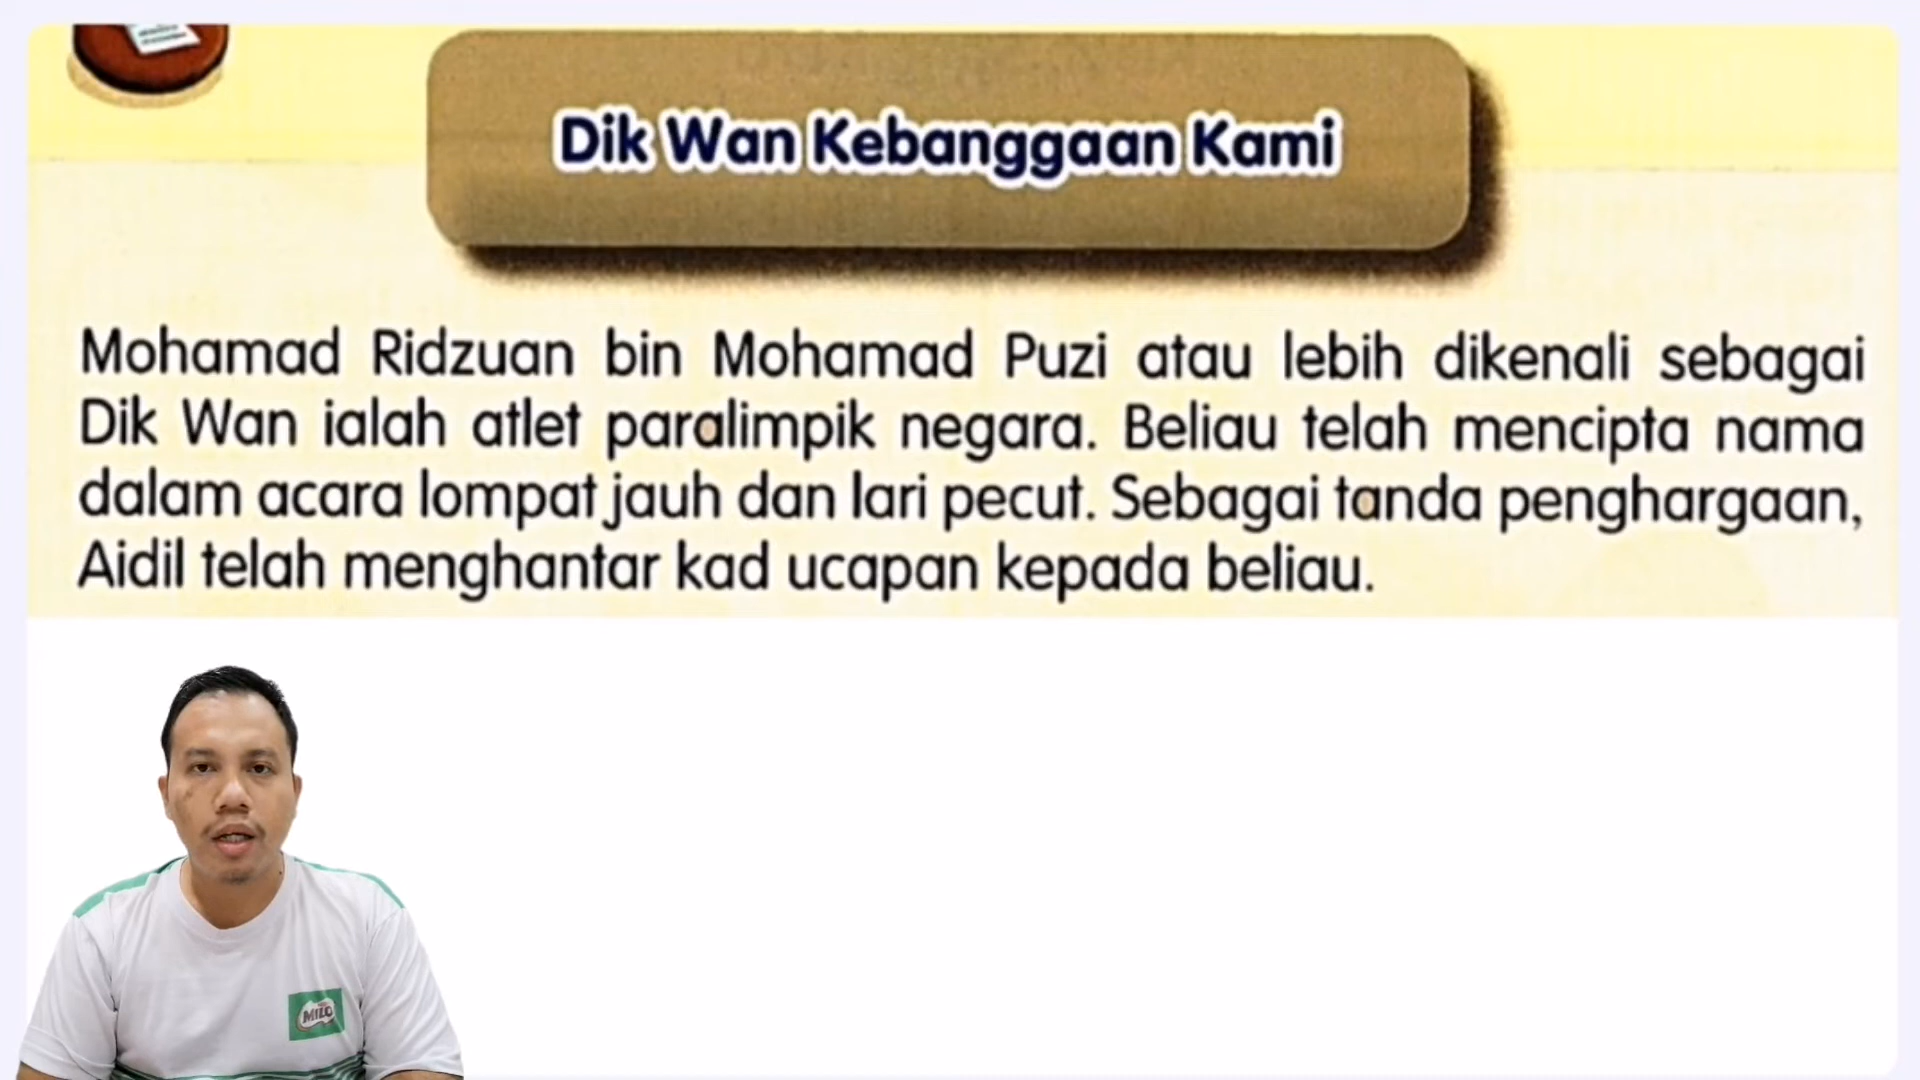 Dik Wan Kebanggaan Kami
Mohamad Ridzuan bin Mohamad Puzi atau lebih dikenali sebagai
Dik Wan ialah atlet paralimpik negara. Beliau telah mencipta nama
dalam acara lompat jauh dan lari pecut. Sebagai tanda penghargaan,
Aidil telah menghantar kad ucapan kepada beliau.
MILO